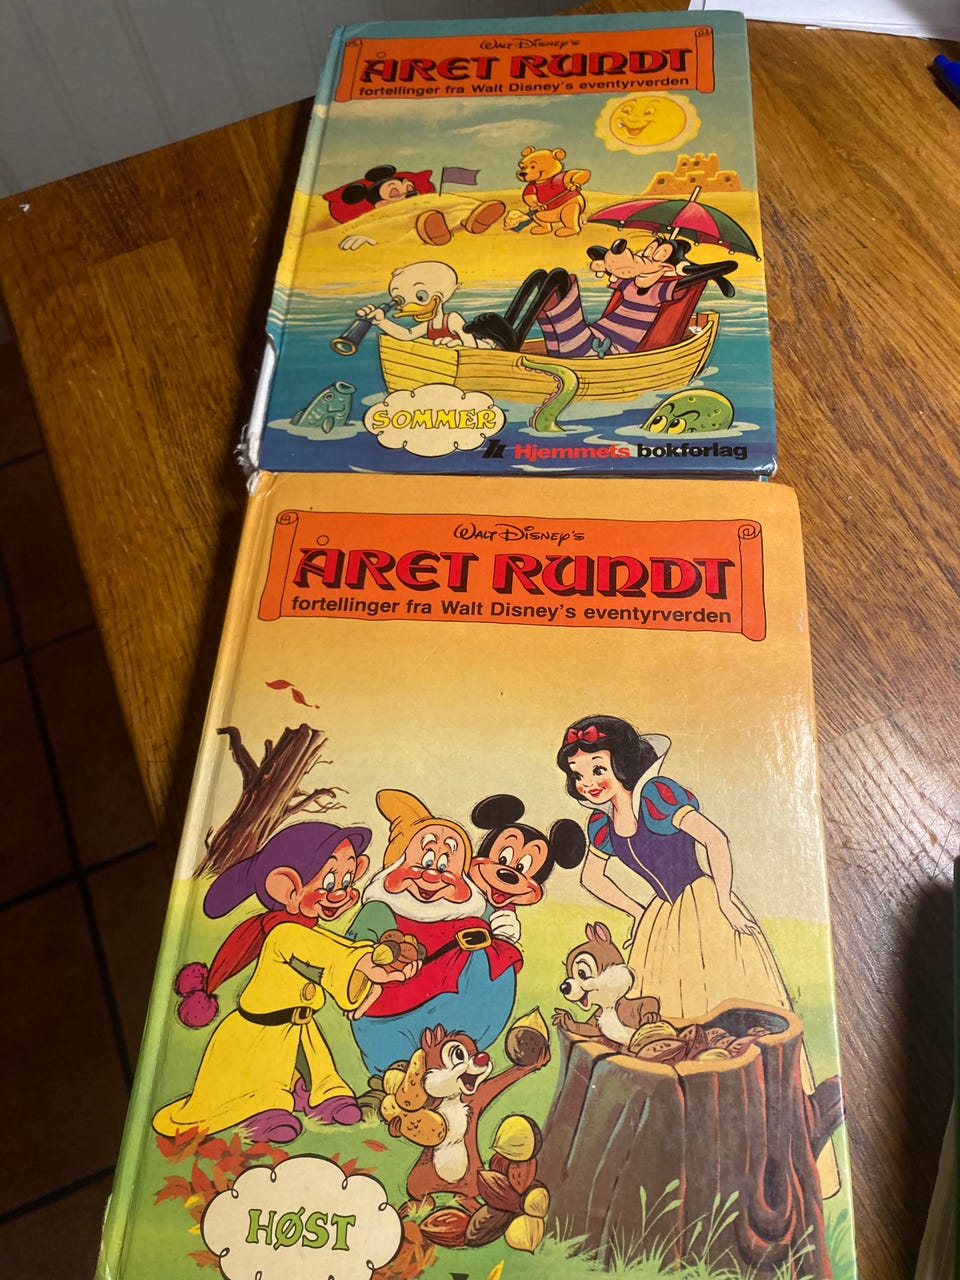 Walt Disney's
ÅRET RUNDT
fortellinger fra Walt Disney's eventyrverden
SOMMER
Hjemmets bokforlag
Walt Disney's
ÅRET RUNDT
fortellinger fra Walt Disney's eventyrverden
HØST